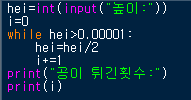 hei=int(input("높이:"))
i=0
while hei>0.00001:
    hei=hei/2
    i+=1
print("공이 튀긴횟수:")
print(i)